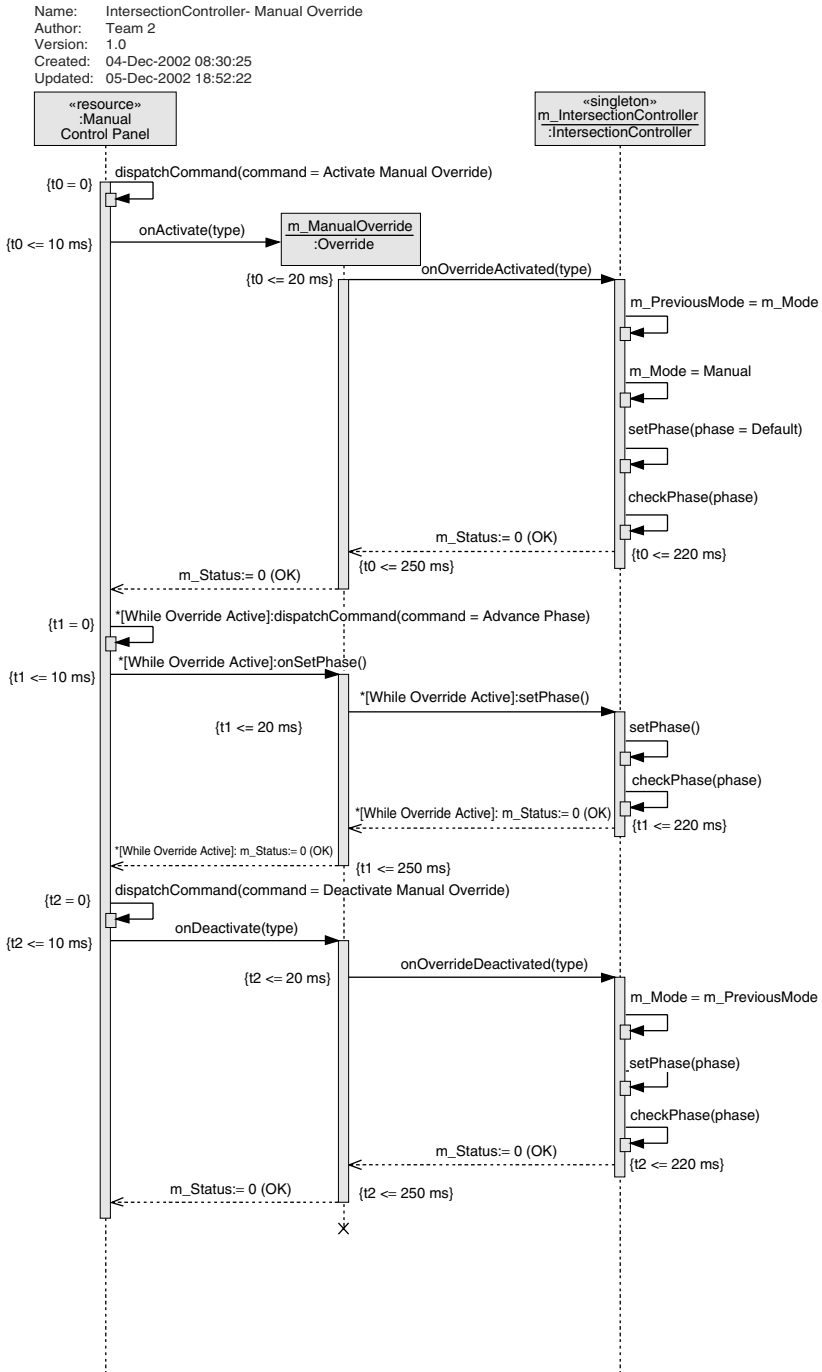 Name: IntersectionController- Manual Override
Author: Team 2
Version: 1.0
Created: 04-Dec-2002 08:30:25
Updated: 05-Dec-2002 18:52:22
«resource»
:Manual
Control Panel
«singleton»
m_IntersectionController
:IntersectionController
dispatchCommand(command = Activate Manual Override)
{t0 = 0}
onActivate(type)
{t0 <= 10 ms}
m_ManualOverride
:Override
onOverrideActivated(type)
{t0 <= 20 ms}
m_PreviousMode = m_Mode
m_Mode = Manual
setPhase(phase = Default)
checkPhase(phase)
m_Status:= 0 (OK)
{t0 <= 220 ms}
{t0 <= 250 ms}
m_Status:= 0 (OK)
*[While Override Active]:dispatchCommand(command = Advance Phase)
{t1 = 0}
*[While Override Active]:onSetPhase()
{t1 <= 10 ms}
*[While Override Active]:setPhase()
{t1 <= 20 ms}
setPhase()
checkPhase(phase)
*[While Override Active]: m_Status:= 0 (OK)
{t1 <= 220 ms}
*[While Override Active]: m_Status:= 0 (OK)
{t1 <= 250 ms}
dispatchCommand(command = Deactivate Manual Override)
{t2 = 0}
onDeactivate(type)
{t2 <= 10 ms}
onOverrideDeactivated(type)
{t2 <= 20 ms}
m_Mode = m_PreviousMode
setPhase(phase)
checkPhase(phase)
m_Status:= 0 (OK)
{t2 <= 220 ms}
m_Status:= 0 (OK)
{t2 <= 250 ms}